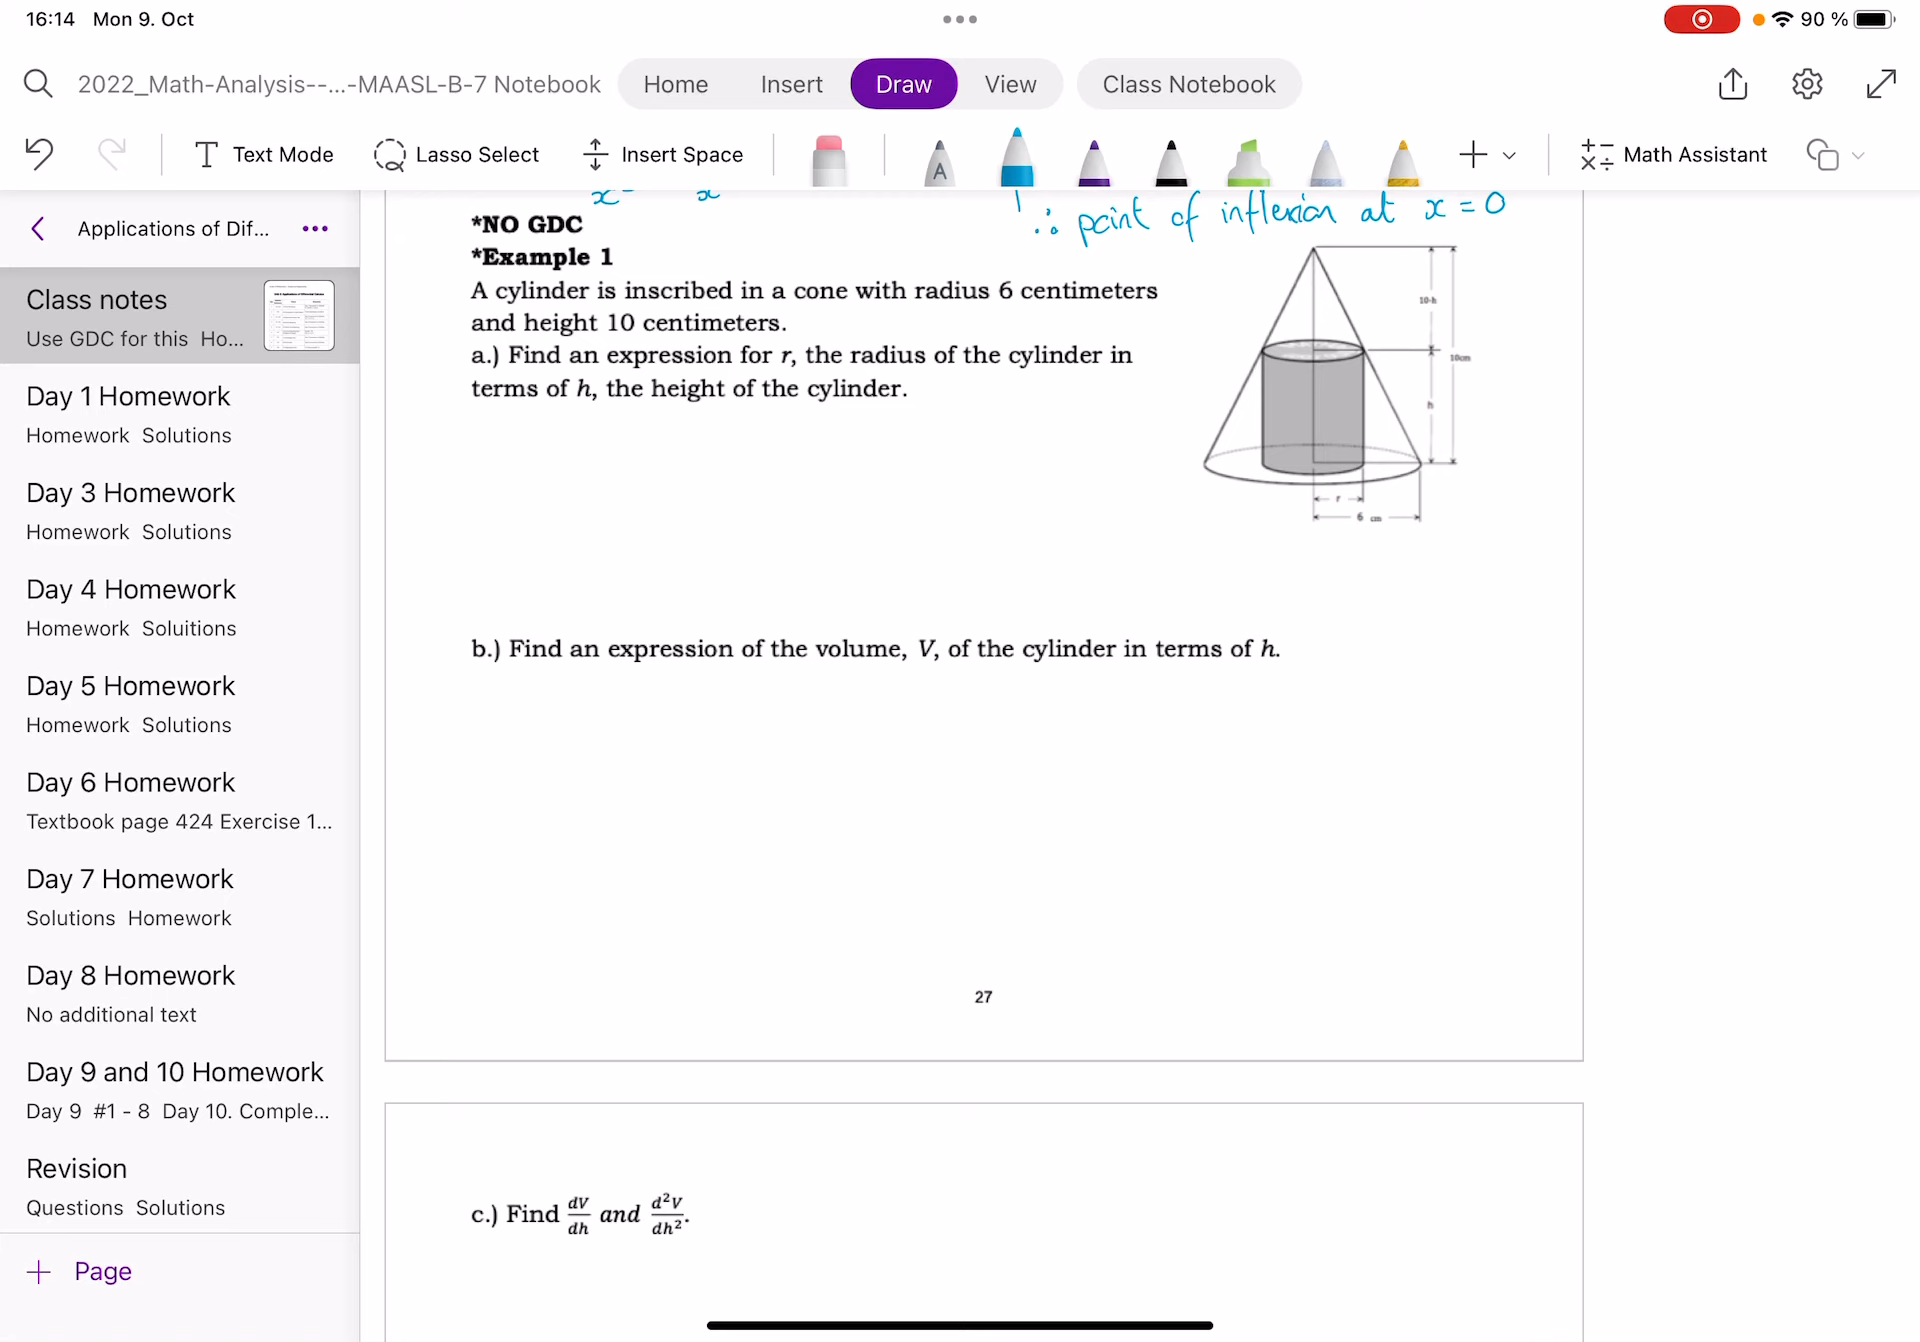 16:14 Mon 9. Oct
90 %
2022_Math-Analysis--...-MAASL-B-7 Notebook
Home Insert Draw View Class Notebook
Text Mode Lasso Select Insert Space A Math Assistant
Applications of Dif...
Class notes
Use GDC for this Ho...
Day 1 Homework
Homework Solutions
Day 3 Homework
Homework Solutions
Day 4 Homework
Homework Soluitions
Day 5 Homework
Homework Solutions
Day 6 Homework
Textbook page 424 Exercise 1...
Day 7 Homework
Solutions Homework
Day 8 Homework
No additional text
Day 9 and 10 Homework
Day 9 #1 - 8 Day 10. Comple...
Revision
Questions Solutions
+ Page
∴ point of inflexion at x = 0
*NO GDC
*Example 1
A cylinder is inscribed in a cone with radius 6 centimeters
and height 10 centimeters.
a.) Find an expression for r, the radius of the cylinder in
terms of h, the height of the cylinder.
10-h
10cm
h
r
6 cm
b.) Find an expression of the volume, V, of the cylinder in terms of h.
27
c.) Find dV/dh and d²V/dh².